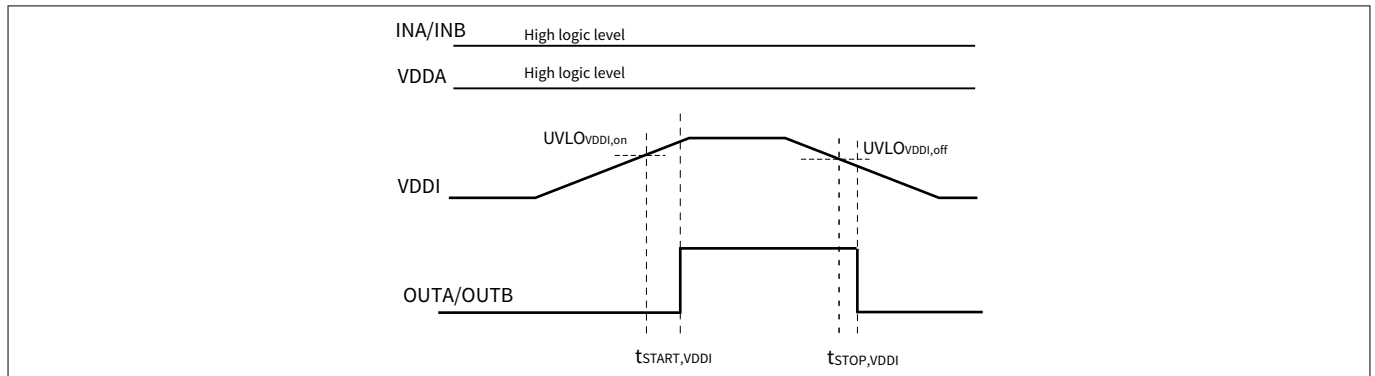 INA/INB
High logic level
VDDA
High logic level
UVLOVDDI,on
UVLOVDDI,off
VDDI
OUTA/OUTB
tSTART,VDDI
tSTOP,VDDI